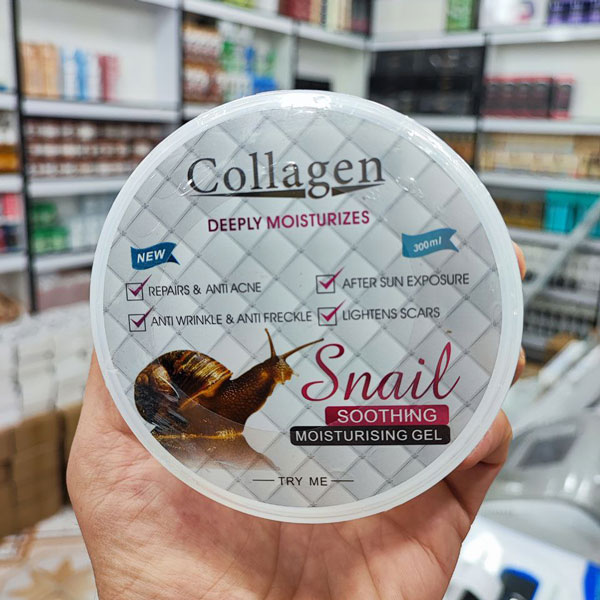 Collagen
DEEPLY MOISTURIZES
NEW
300ml
REPAIRS & ANTI ACNE
AFTER SUN EXPOSURE
ANTI WRINKLE & ANTI FRECKLE
LIGHTENS SCARS
Snail
SOOTHING
MOISTURISING GEL
TRY ME